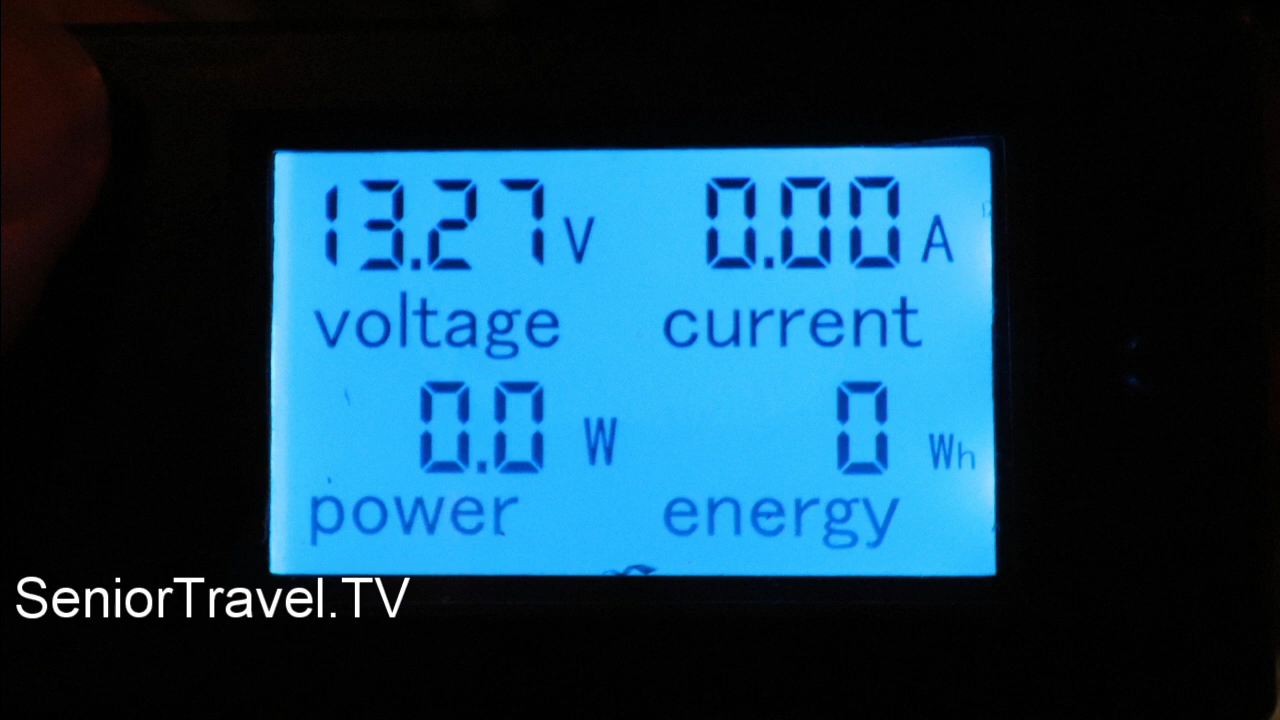 13.27 V 0.00 A
voltage current
0.0 W 0 Wh
power energy
SeniorTravel.TV